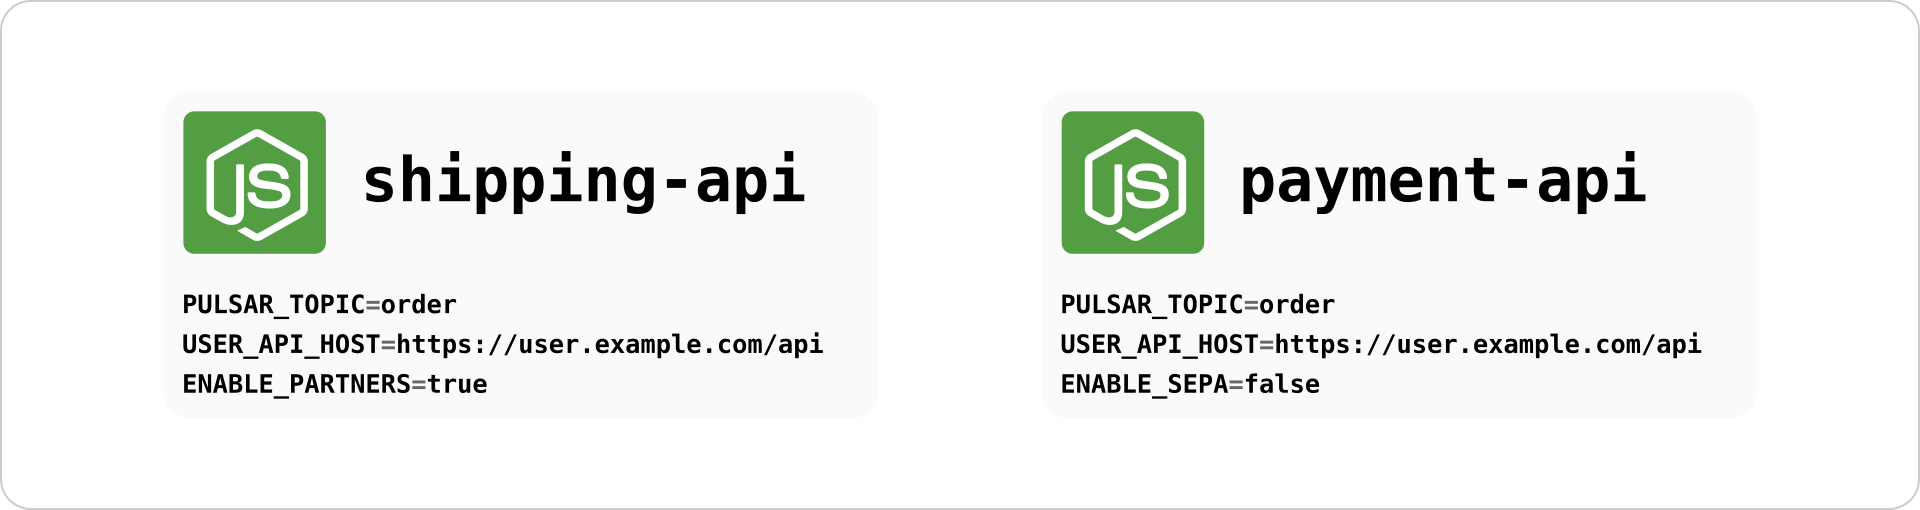 JS shipping-api
PULSAR_TOPIC=order
USER_API_HOST=https://user.example.com/api
ENABLE_PARTNERS=true
JS payment-api
PULSAR_TOPIC=order
USER_API_HOST=https://user.example.com/api
ENABLE_SEPA=false